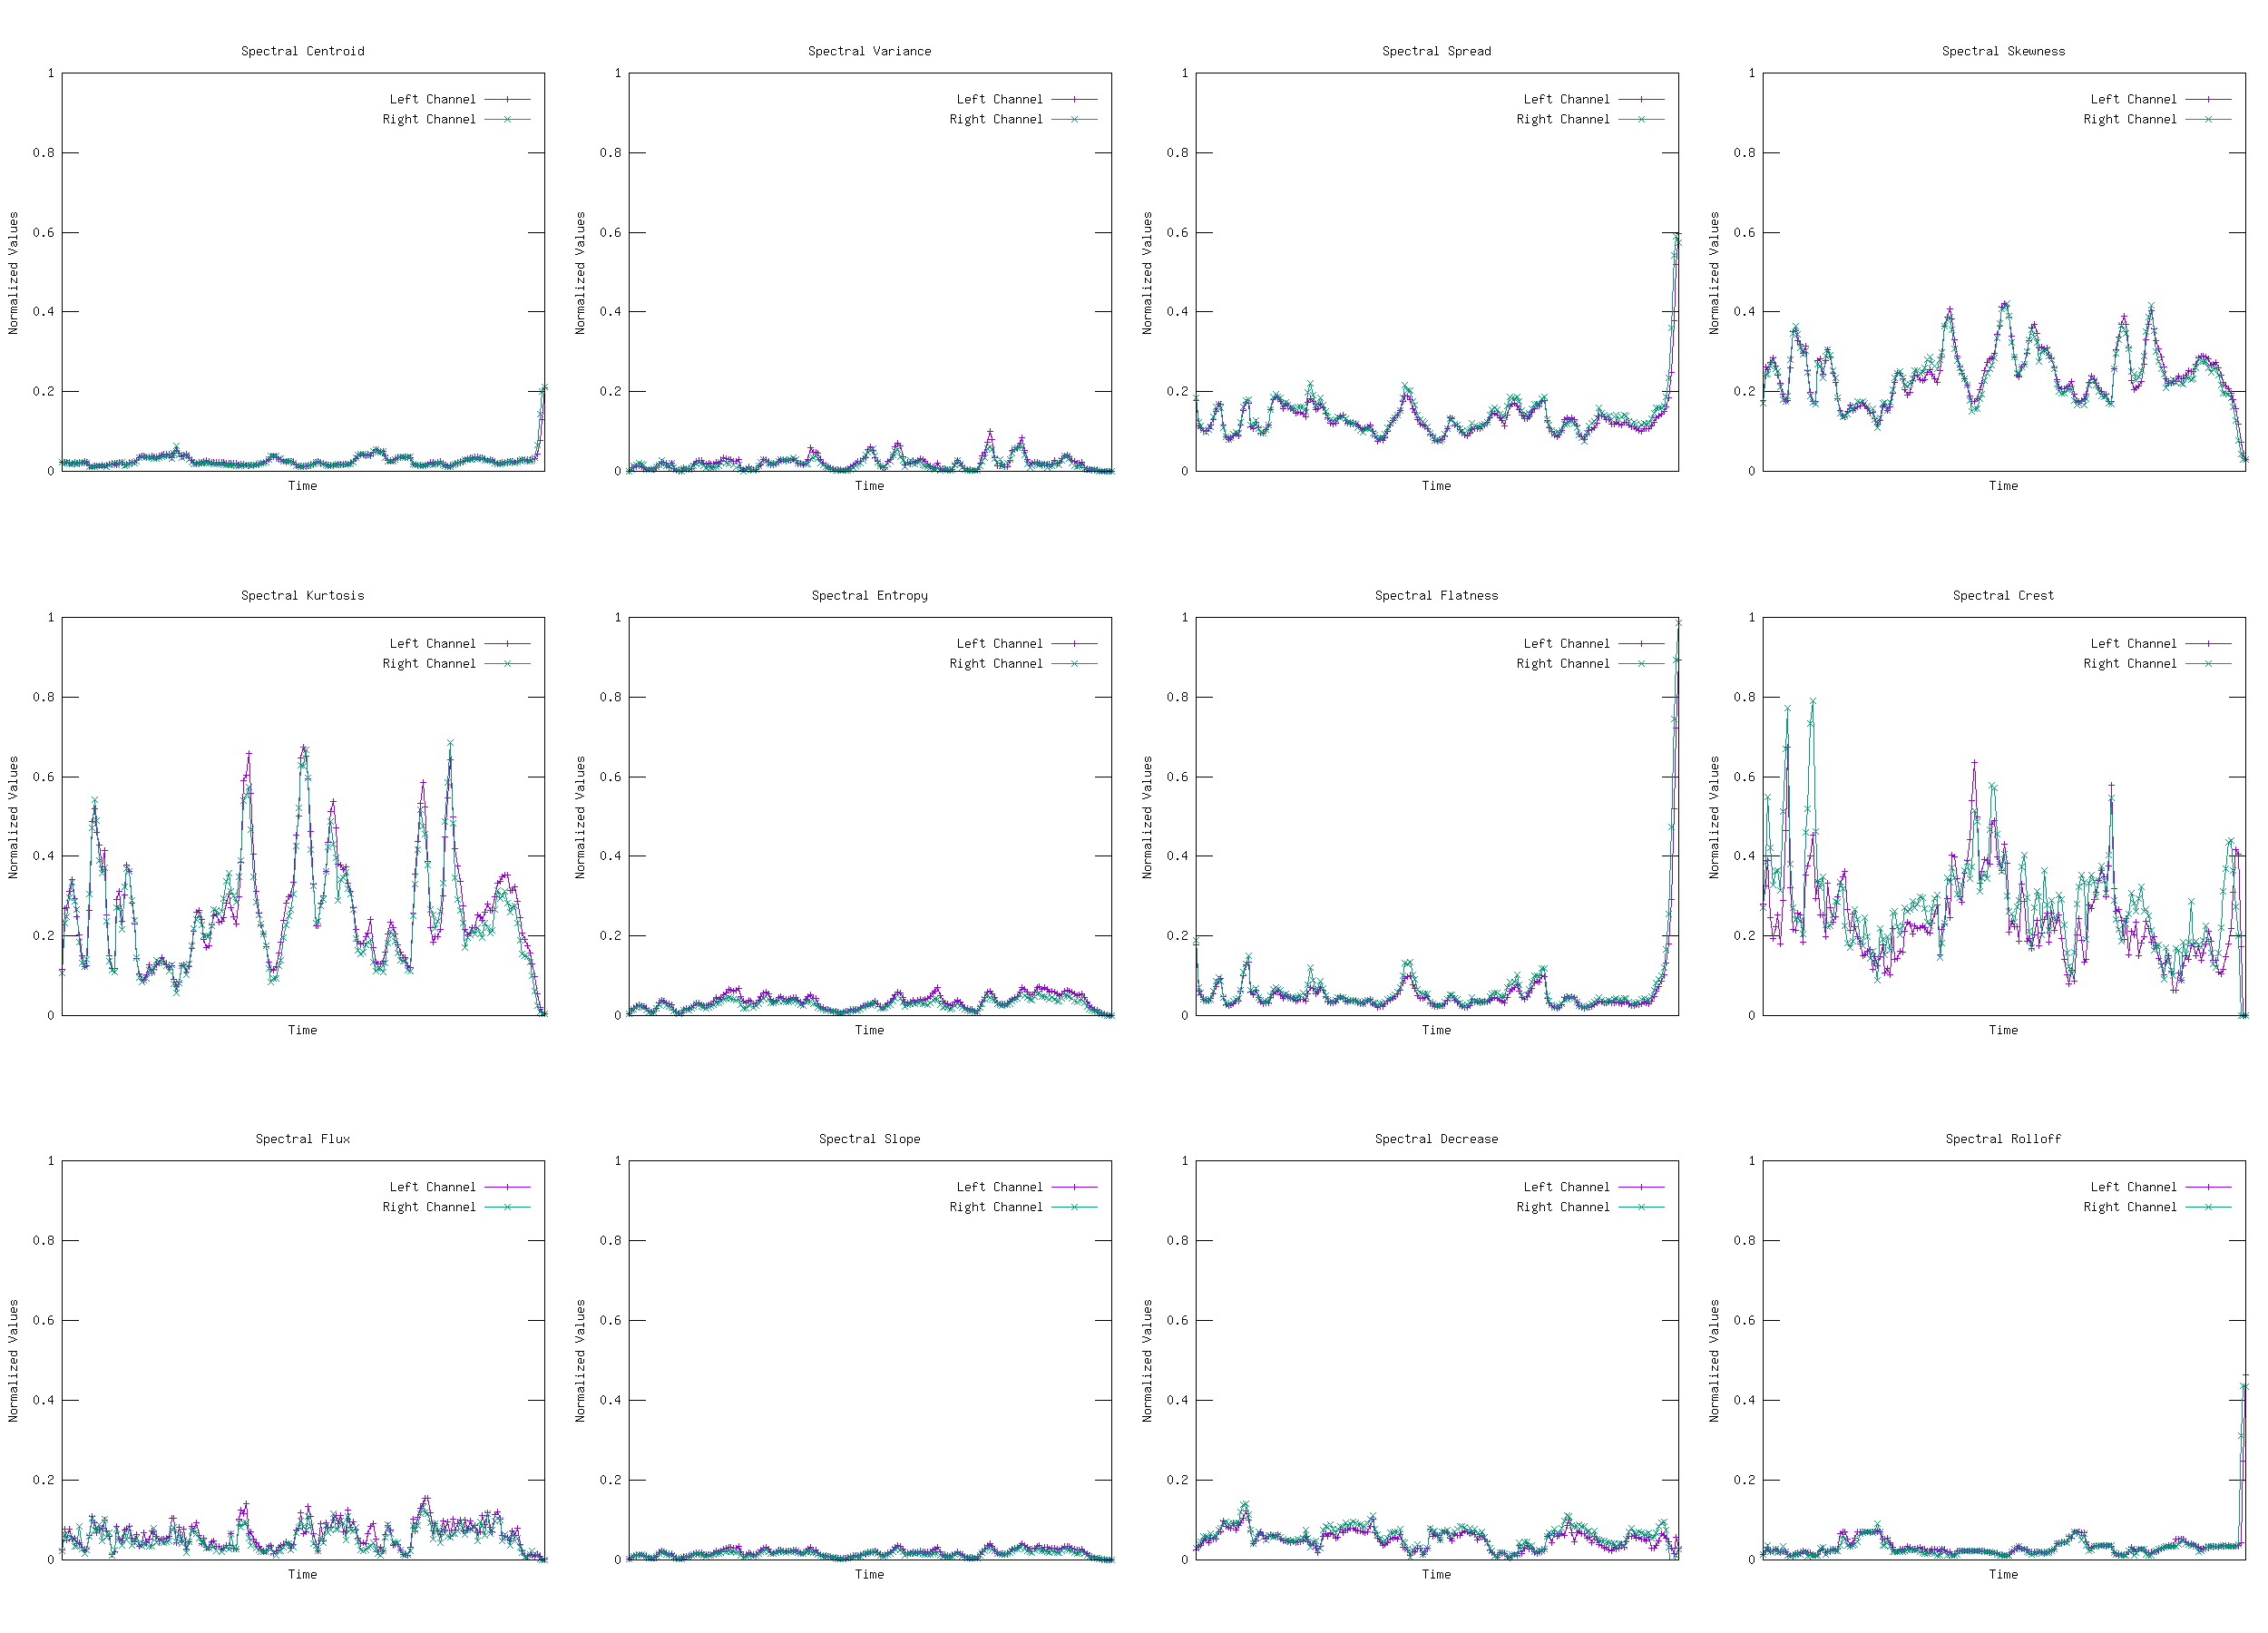 Spectral Centroid
1
0.8
0.6
0.4
0.2
0
Normalized Values
Time
Left Channel
Right Channel
Spectral Variance
1
0.8
0.6
0.4
0.2
0
Normalized Values
Time
Left Channel
Right Channel
Spectral Spread
1
0.8
0.6
0.4
0.2
0
Normalized Values
Time
Left Channel
Right Channel
Spectral Skewness
1
0.8
0.6
0.4
0.2
0
Normalized Values
Time
Left Channel
Right Channel
Spectral Kurtosis
1
0.8
0.6
0.4
0.2
0
Normalized Values
Time
Left Channel
Right Channel
Spectral Entropy
1
0.8
0.6
0.4
0.2
0
Normalized Values
Time
Left Channel
Right Channel
Spectral Flatness
1
0.8
0.6
0.4
0.2
0
Normalized Values
Time
Left Channel
Right Channel
Spectral Crest
1
0.8
0.6
0.4
0.2
0
Normalized Values
Time
Left Channel
Right Channel
Spectral Flux
1
0.8
0.6
0.4
0.2
0
Normalized Values
Time
Left Channel
Right Channel
Spectral Slope
1
0.8
0.6
0.4
0.2
0
Normalized Values
Time
Left Channel
Right Channel
Spectral Decrease
1
0.8
0.6
0.4
0.2
0
Normalized Values
Time
Left Channel
Right Channel
Spectral Rolloff
1
0.8
0.6
0.4
0.2
0
Normalized Values
Time
Left Channel
Right Channel